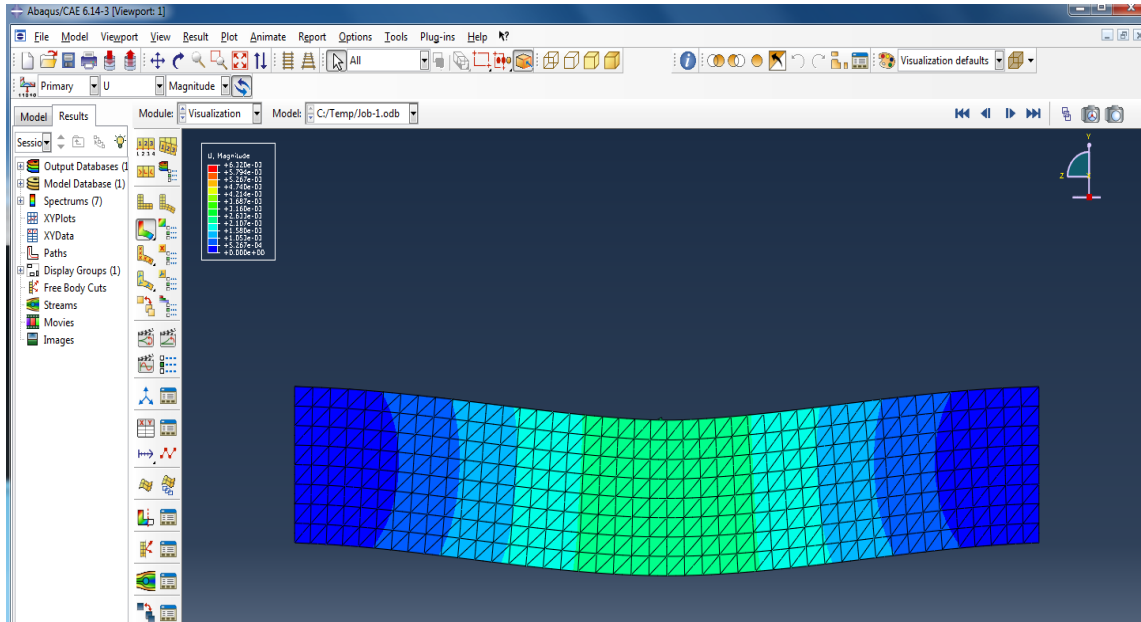 Abaqus/CAE 6.14-3 [Viewport: 1]
File Model Viewport View Result Plot Animate Report Options Tools Plug-ins Help
All
Visualization defaults
Primary
U
Magnitude
Model Results
Module: Visualization Model: C:/Temp/Job-1.odb
Sessio
Output Databases (1
Model Database (1)
Spectrums (7)
XYPlots
XYData
Paths
Display Groups (1)
Free Body Cuts
Streams
Movies
Images
U, Magnitude
+6.320e-03
+5.794e-03
+5.267e-03
+4.740e-03
+4.214e-03
+3.687e-03
+3.160e-03
+2.633e-03
+2.107e-03
+1.580e-03
+1.053e-03
+5.267e-04
+0.000e+00
Y
Z